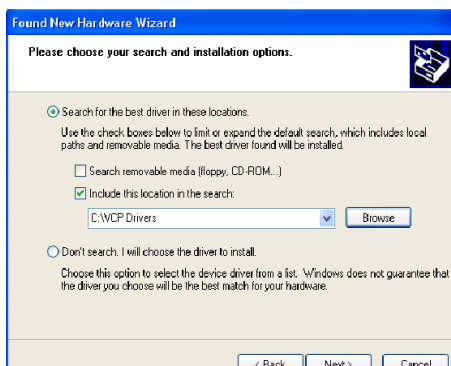 Found New Hardware Wizard
Please choose your search and installation options.
Search for the best driver in these locations.
Use the check boxes below to limit or expand the default search, which includes local
paths and removable media. The best driver found will be installed.
Search removable media (floppy, CD-ROM...)
Include this location in the search:
C:\WCP Drivers
Browse
Don't search. I will choose the driver to install.
Choose this option to select the device driver from a list. Windows does not guarantee that
the driver you choose will be the best match for your hardware.
< Back
Next >
Cancel